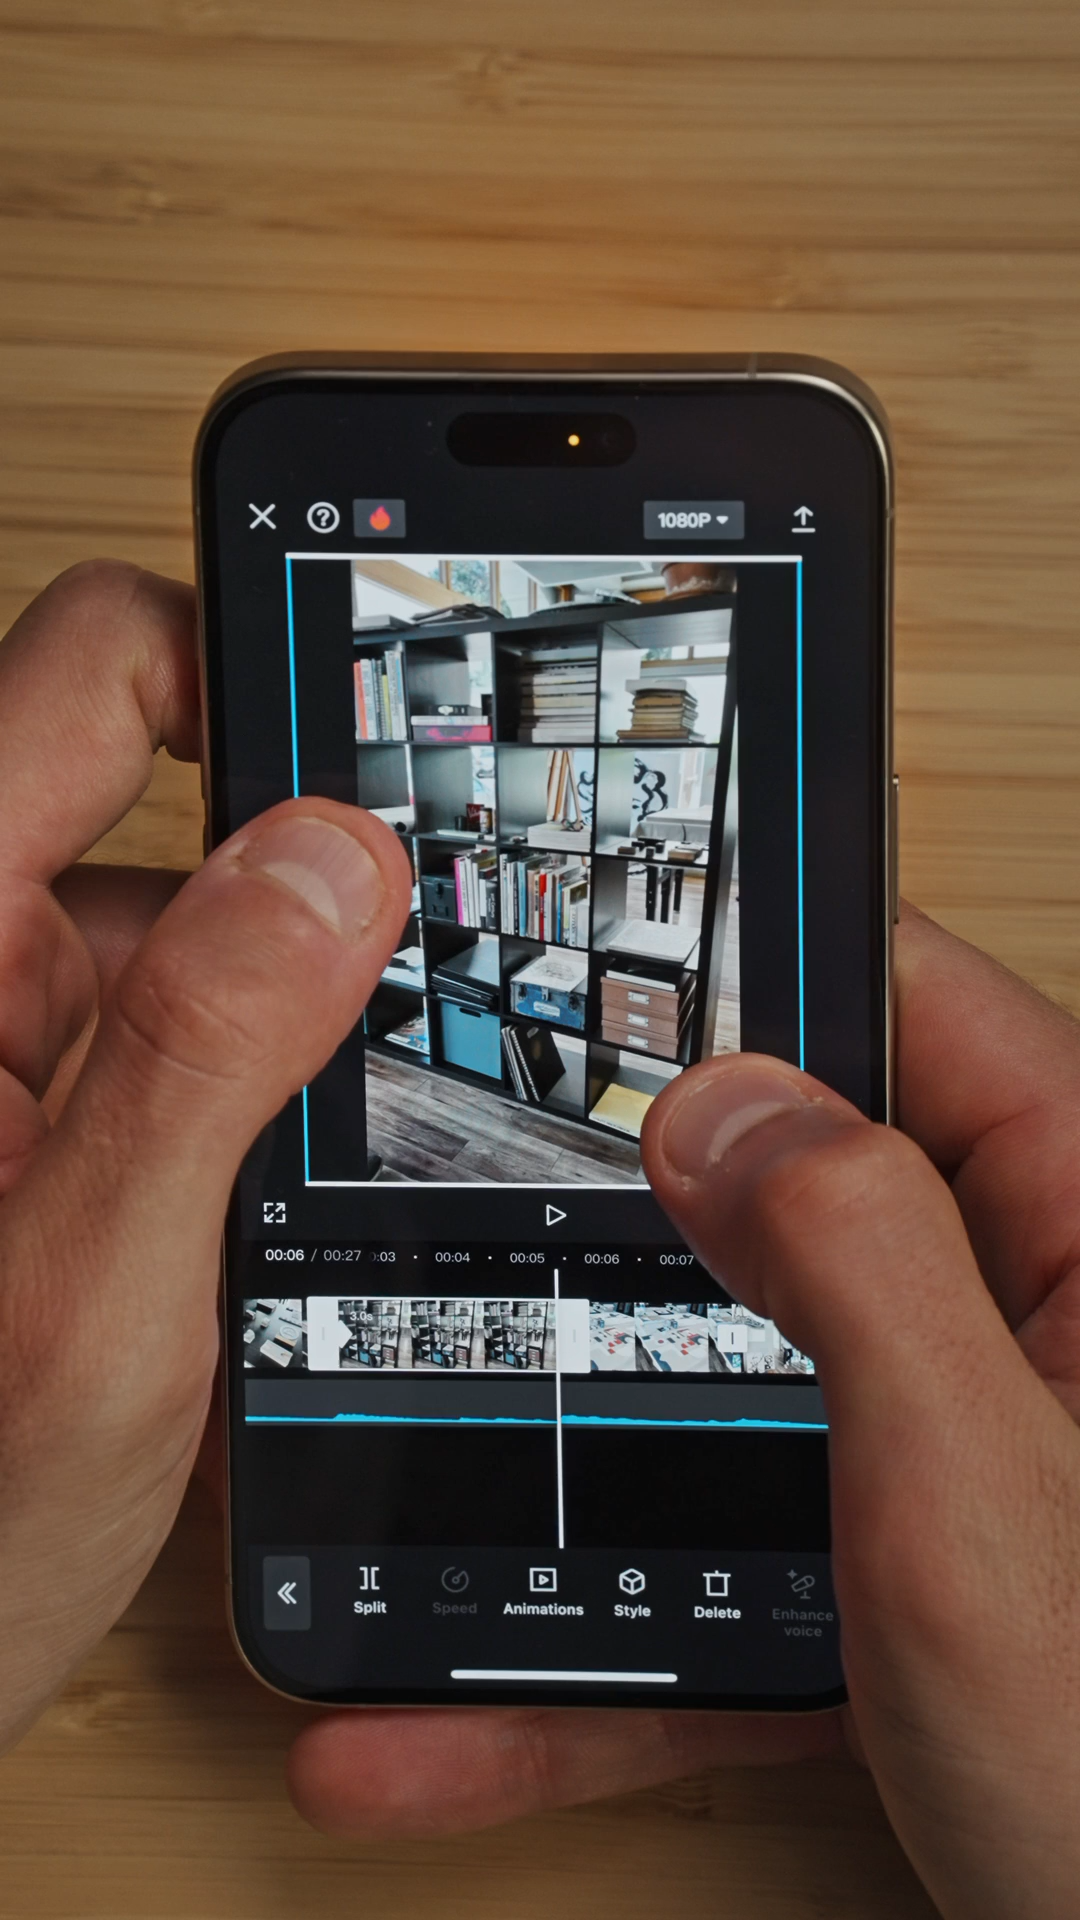 1080P
00:06 / 00:27 :03 00:04 00:05 00:06 00:07
3.0s
Split Speed Animations Style Delete Enhance
voice